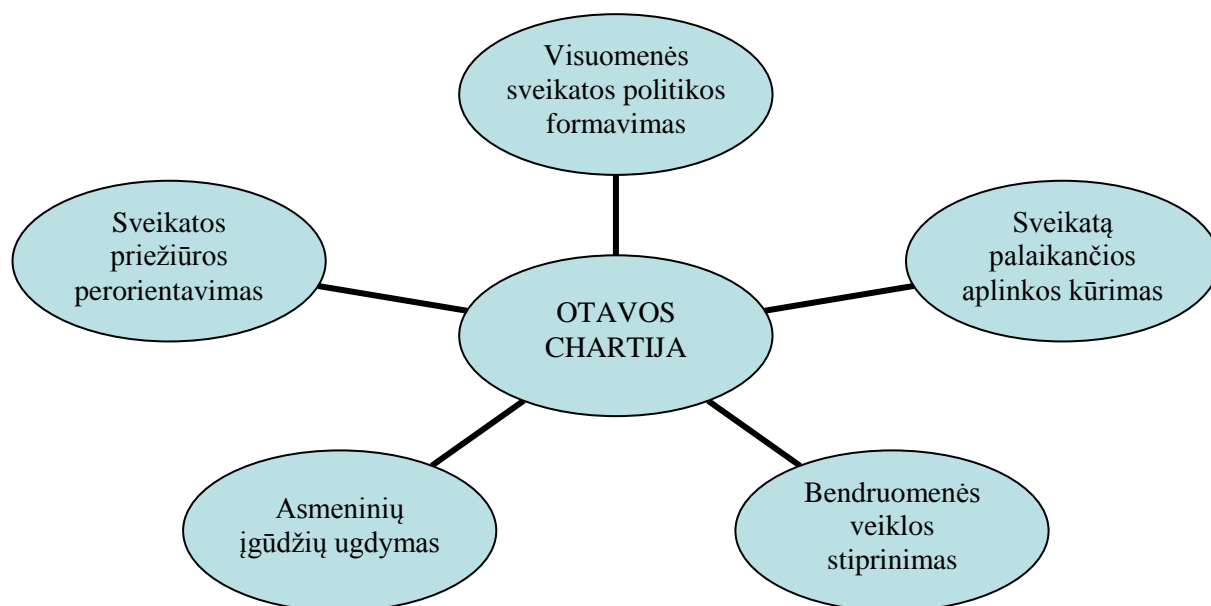 Visuomenės
sveikatos politikos
formavimas
Sveikatos
priežiūros
perorientavimas
Sveikatą
palaikančios
aplinkos kūrimas
OTAVOS
CHARTIJA
Asmeninių
įgūdžių ugdymas
Bendruomenės
veiklos
stiprinimas